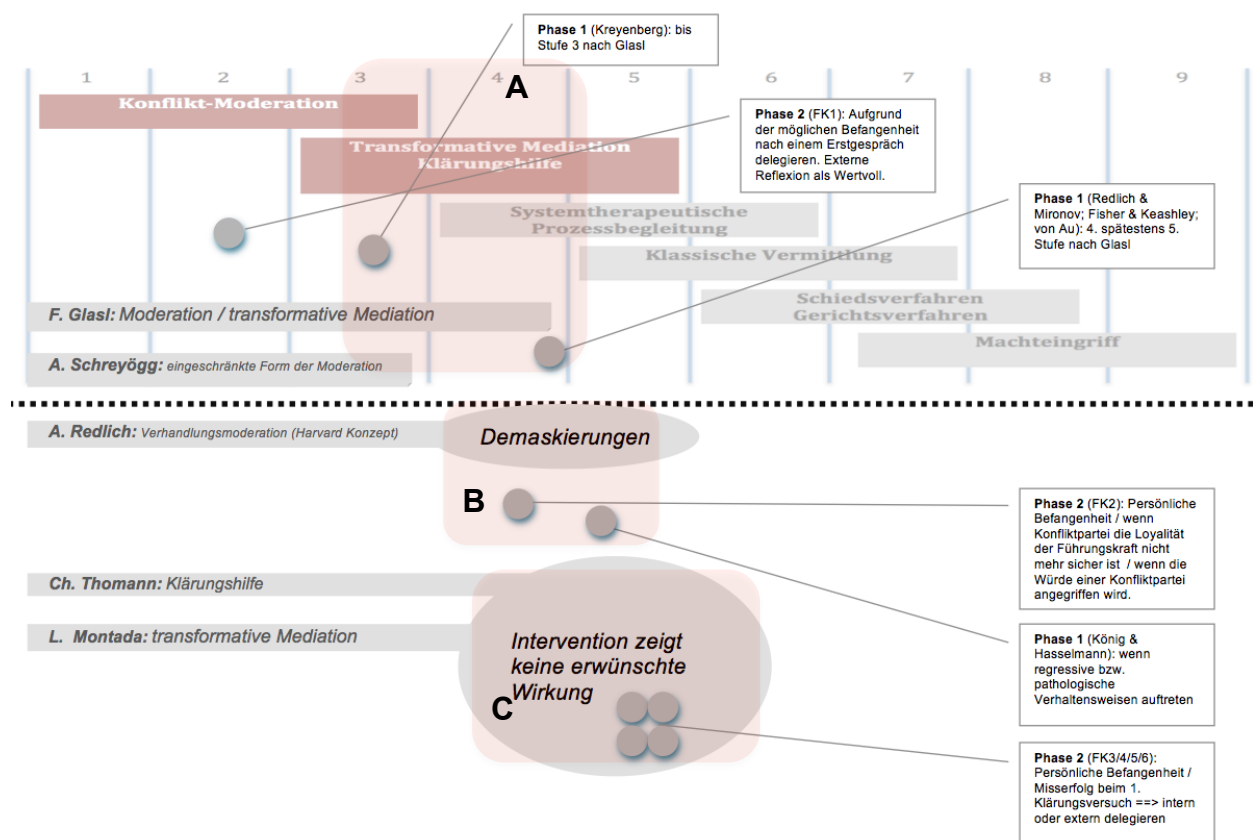 Phase 1 (Kreyenberg): bis
Stufe 3 nach Glasl
1 2 3 4 5 6 7 8 9
A
Konflikt-Moderation
Phase 2 (FK1): Aufgrund
der möglichen Befangenheit
nach einem Erstgespräch
delegieren. Externe
Reflexion als Wertvoll.
Transformative Mediation
Klärungshilfe
Phase 1 (Redlich &
Mironov; Fisher & Keashley;
von Au): 4. spätestens 5.
Stufe nach Glasl
Systemtherapeutische
Prozessbegleitung
Klassische Vermittlung
Schiedsverfahren
Gerichtsverfahren
F. Glasl: Moderation / transformative Mediation
Machteingriff
A. Schreyögg: eingeschränkte Form der Moderation
A. Redlich: Verhandlungsmoderation (Harvard Konzept)
Demaskierungen
B
Phase 2 (FK2): Persönliche
Befangenheit / wenn
Konfliktpartei die Loyalität
der Führungskraft nicht
mehr sicher ist / wenn die
Würde einer Konfliktpartei
angegriffen wird.
Ch. Thomann: Klärungshilfe
L. Montada: transformative Mediation
Intervention zeigt
keine erwünschte
Wirkung
C
Phase 1 (König &
Hasselmann): wenn
regressive bzw.
pathologische
Verhaltensweisen auftreten
Phase 2 (FK3/4/5/6):
Persönliche Befangenheit /
Misserfolg beim 1.
Klärungsversuch ==> intern
oder extern delegieren